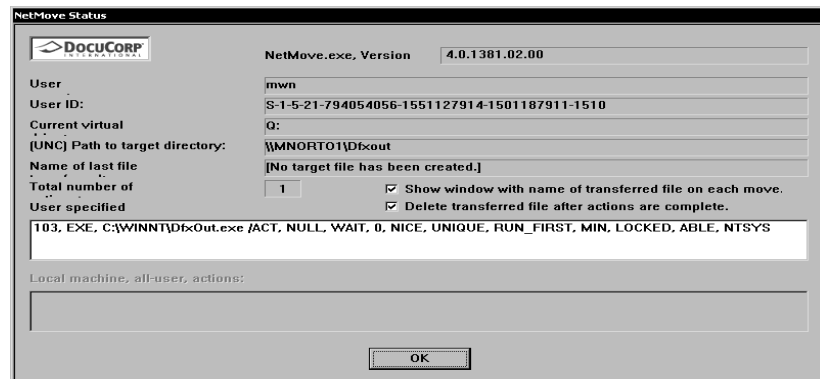 NetMove Status
DOCUCORP
INTERNATIONAL
NetMove.exe, Version 4.0.1381.02.00
User mwn
User ID: S-1-5-21-794054056-1551127914-1501187911-1510
Current virtual Q:
(UNC) Path to target directory: \\MNORTO1\Dfxout
Name of last file [No target file has been created.]
Total number of 1 Show window with name of transferred file on each move.
User specified Delete transferred file after actions are complete.
103, EXE, C:\WINNT\DfxOut.exe /ACT, NULL, WAIT, 0, NICE, UNIQUE, RUN_FIRST, MIN, LOCKED, ABLE, NTSYS
Local machine, all-user, actions:
OK